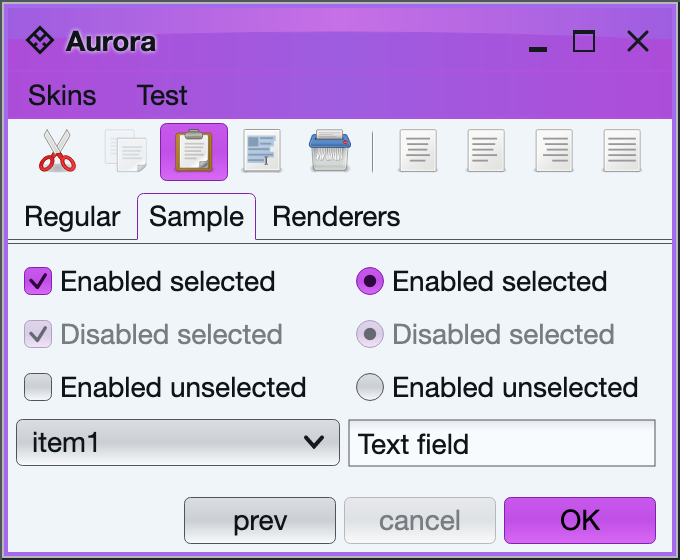 Aurora
Skins Test
Regular Sample Renderers
Enabled selected Enabled selected
Disabled selected Disabled selected
Enabled unselected Enabled unselected
item1 Text field
prev cancel OK